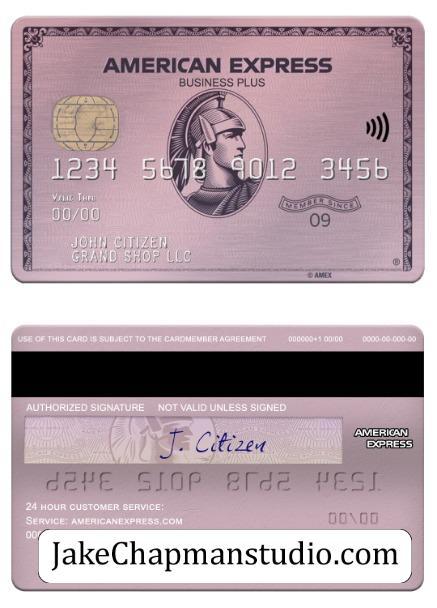 AMERICAN EXPRESS
BUSINESS PLUS
1234 5678 9012 3456
VALID THRU
00/00
MEMBER SINCE
09
JOHN CITIZEN
GRAND SHOP LLC
© AMEX
®
USE OF THIS CARD IS SUBJECT TO THE CARDMEMBER AGREEMENT 000000+1 00/00 0000-00-000-00
AUTHORIZED SIGNATURE NOT VALID UNLESS SIGNED
J. Citizen
AMERICAN
EXPRESS
1234 5678 9012 3456
24 HOUR CUSTOMER SERVICE:
SERVICE: AMERICANEXPRESS.COM
00/00
JakeChapmanstudio.com